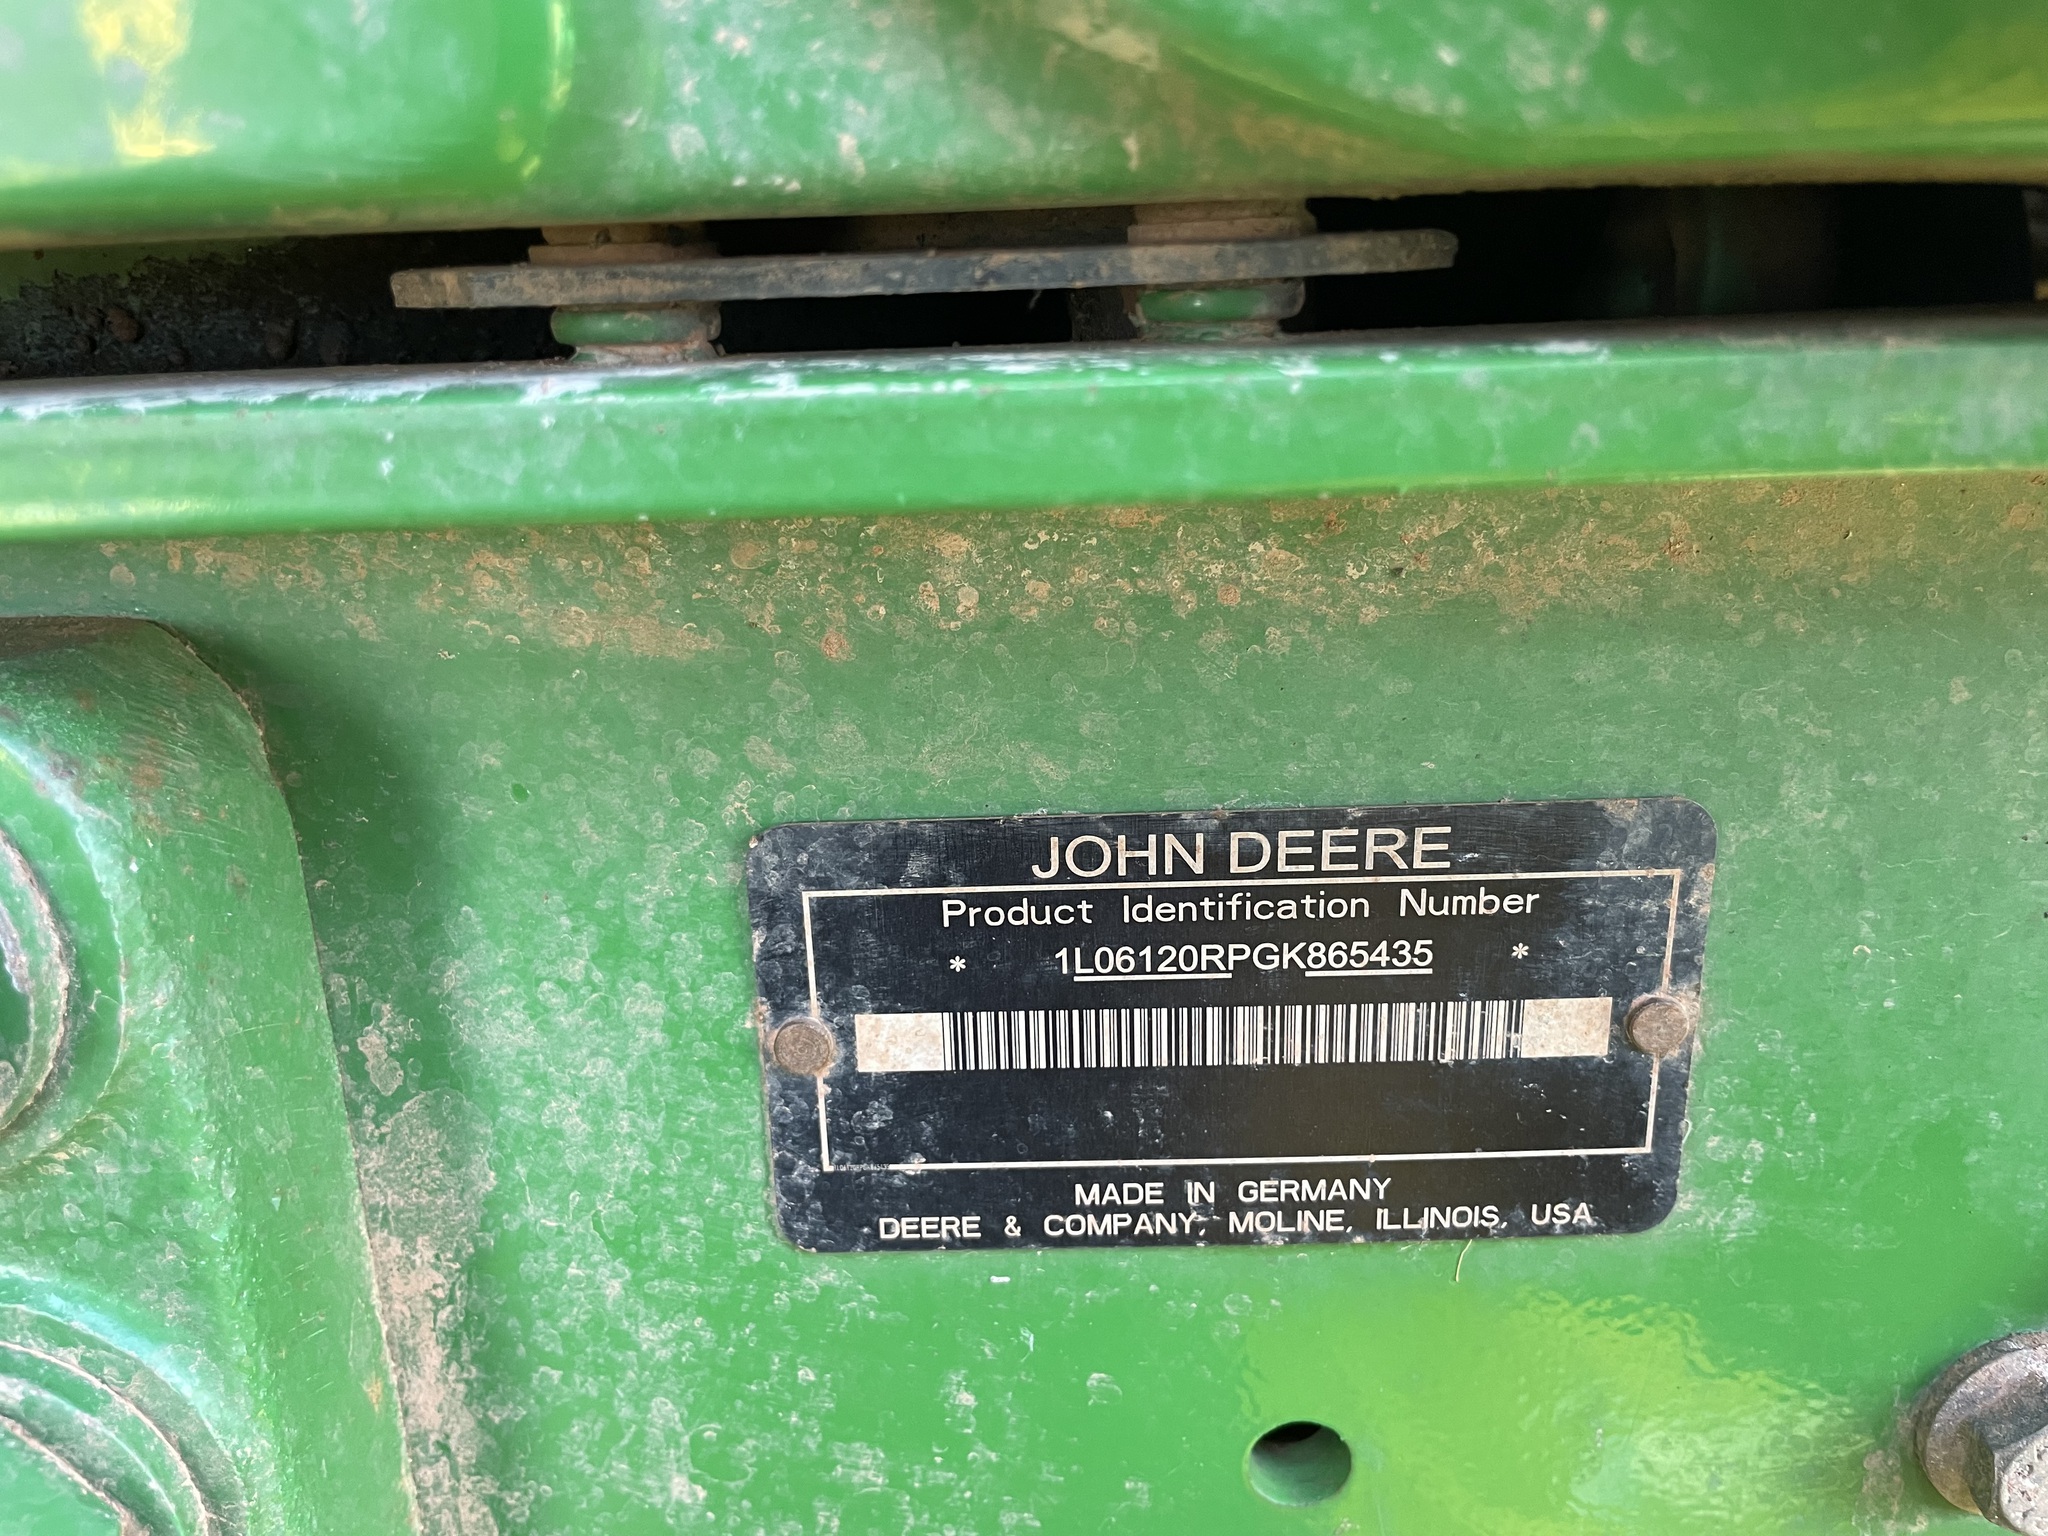 JOHN DEERE
Product Identification Number
* 1L06120RPGK865435 *
MADE IN GERMANY
DEERE & COMPANY, MOLINE, ILLINOIS, USA